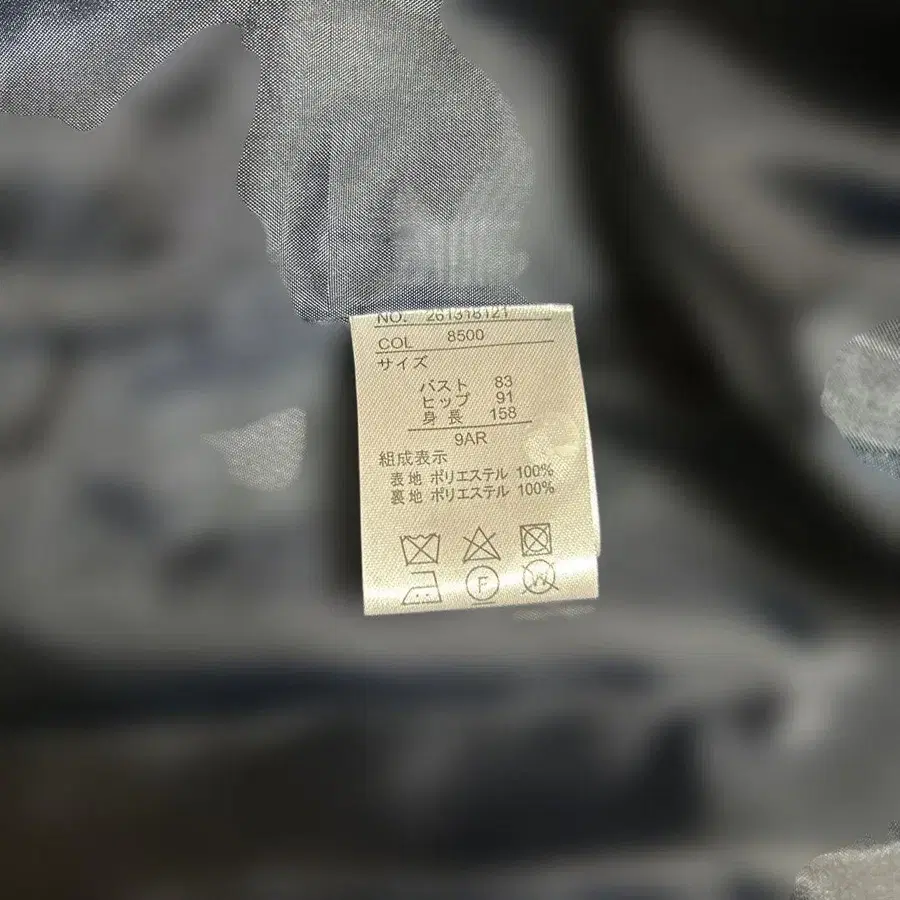 NO. 261318121
COL 8500
サイズ
バスト 83
ヒップ 91
身長 158
9AR
組成表示
表地 ポリエステル 100%
裏地 ポリエステル 100%
F W